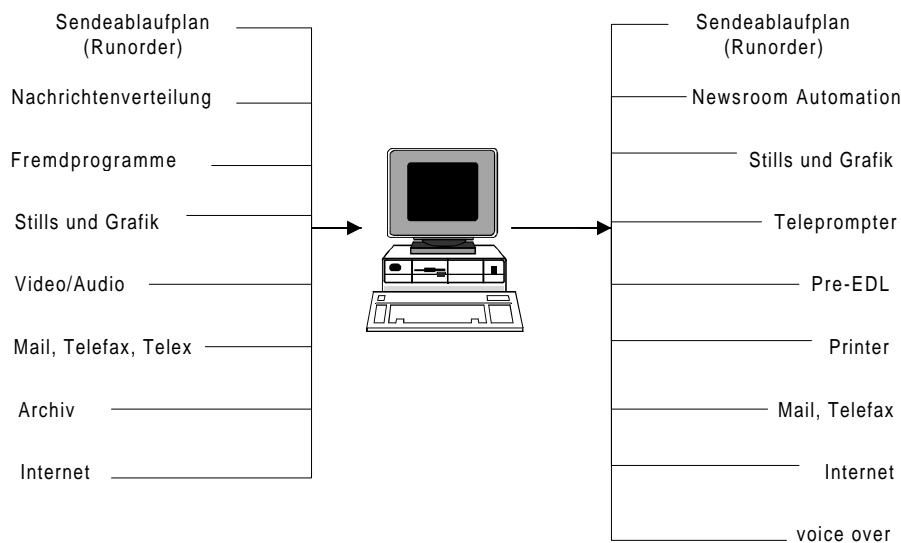 Sendeablaufplan
(Runorder)
Nachrichtenverteilung
Fremdprogramme
Stills und Grafik
Video/Audio
Mail, Telefax, Telex
Archiv
Internet
Sendeablaufplan
(Runorder)
Newsroom Automation
Stills und Grafik
Teleprompter
Pre-EDL
Printer
Mail, Telefax
Internet
voice over